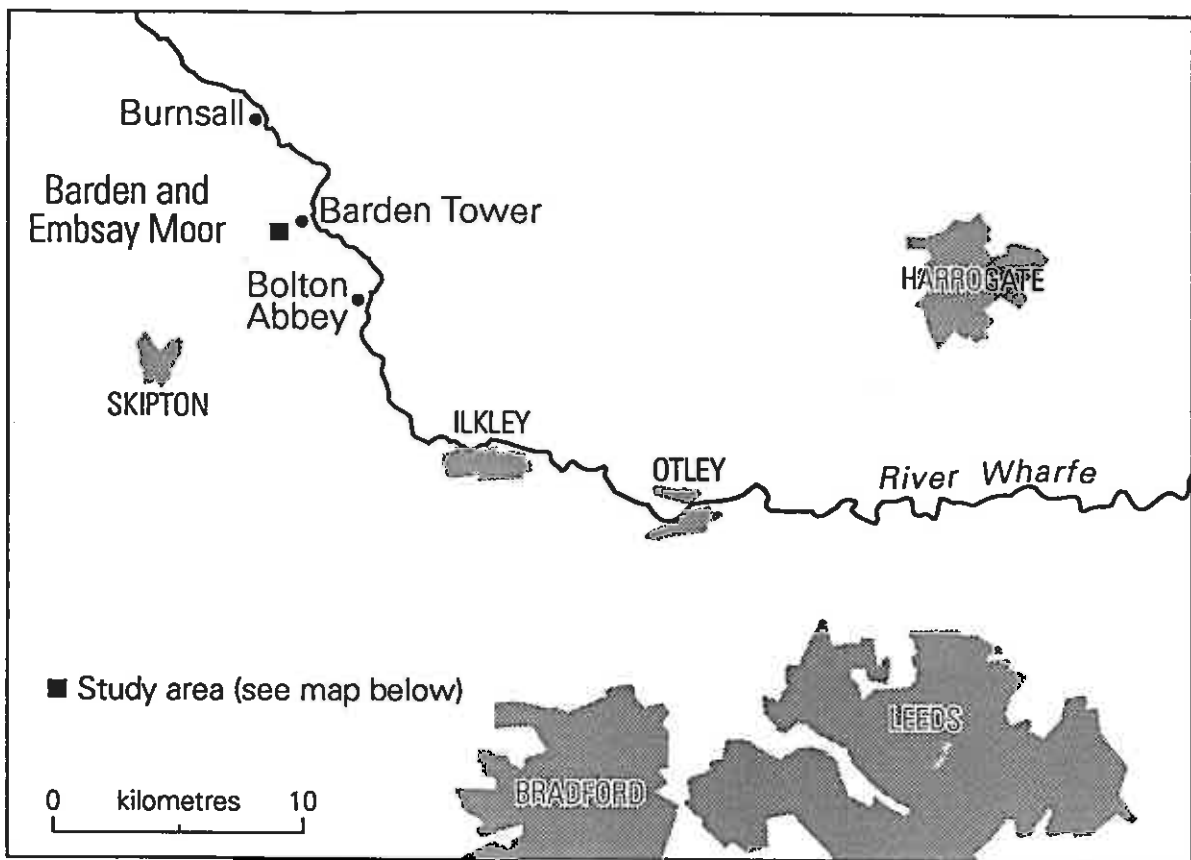 Burnsall
Barden and
Embsay Moor
Barden Tower
Bolton
Abbey
HARROGATE
SKIPTON
ILKLEY
OTLEY
River Wharfe
Study area (see map below)
LEEDS
BRADFORD
0 kilometres 10